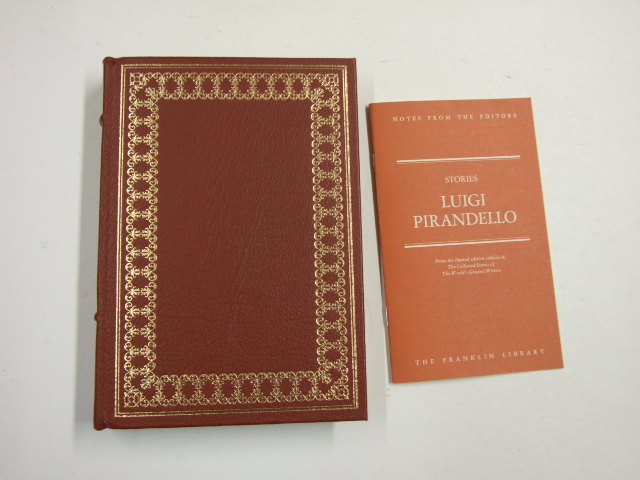 NOTES FROM THE EDITORS
STORIES
LUIGI
PIRANDELLO
From the limited edition collection,
The Collected Stories of
The World's Greatest Writers
THE FRANKLIN LIBRARY